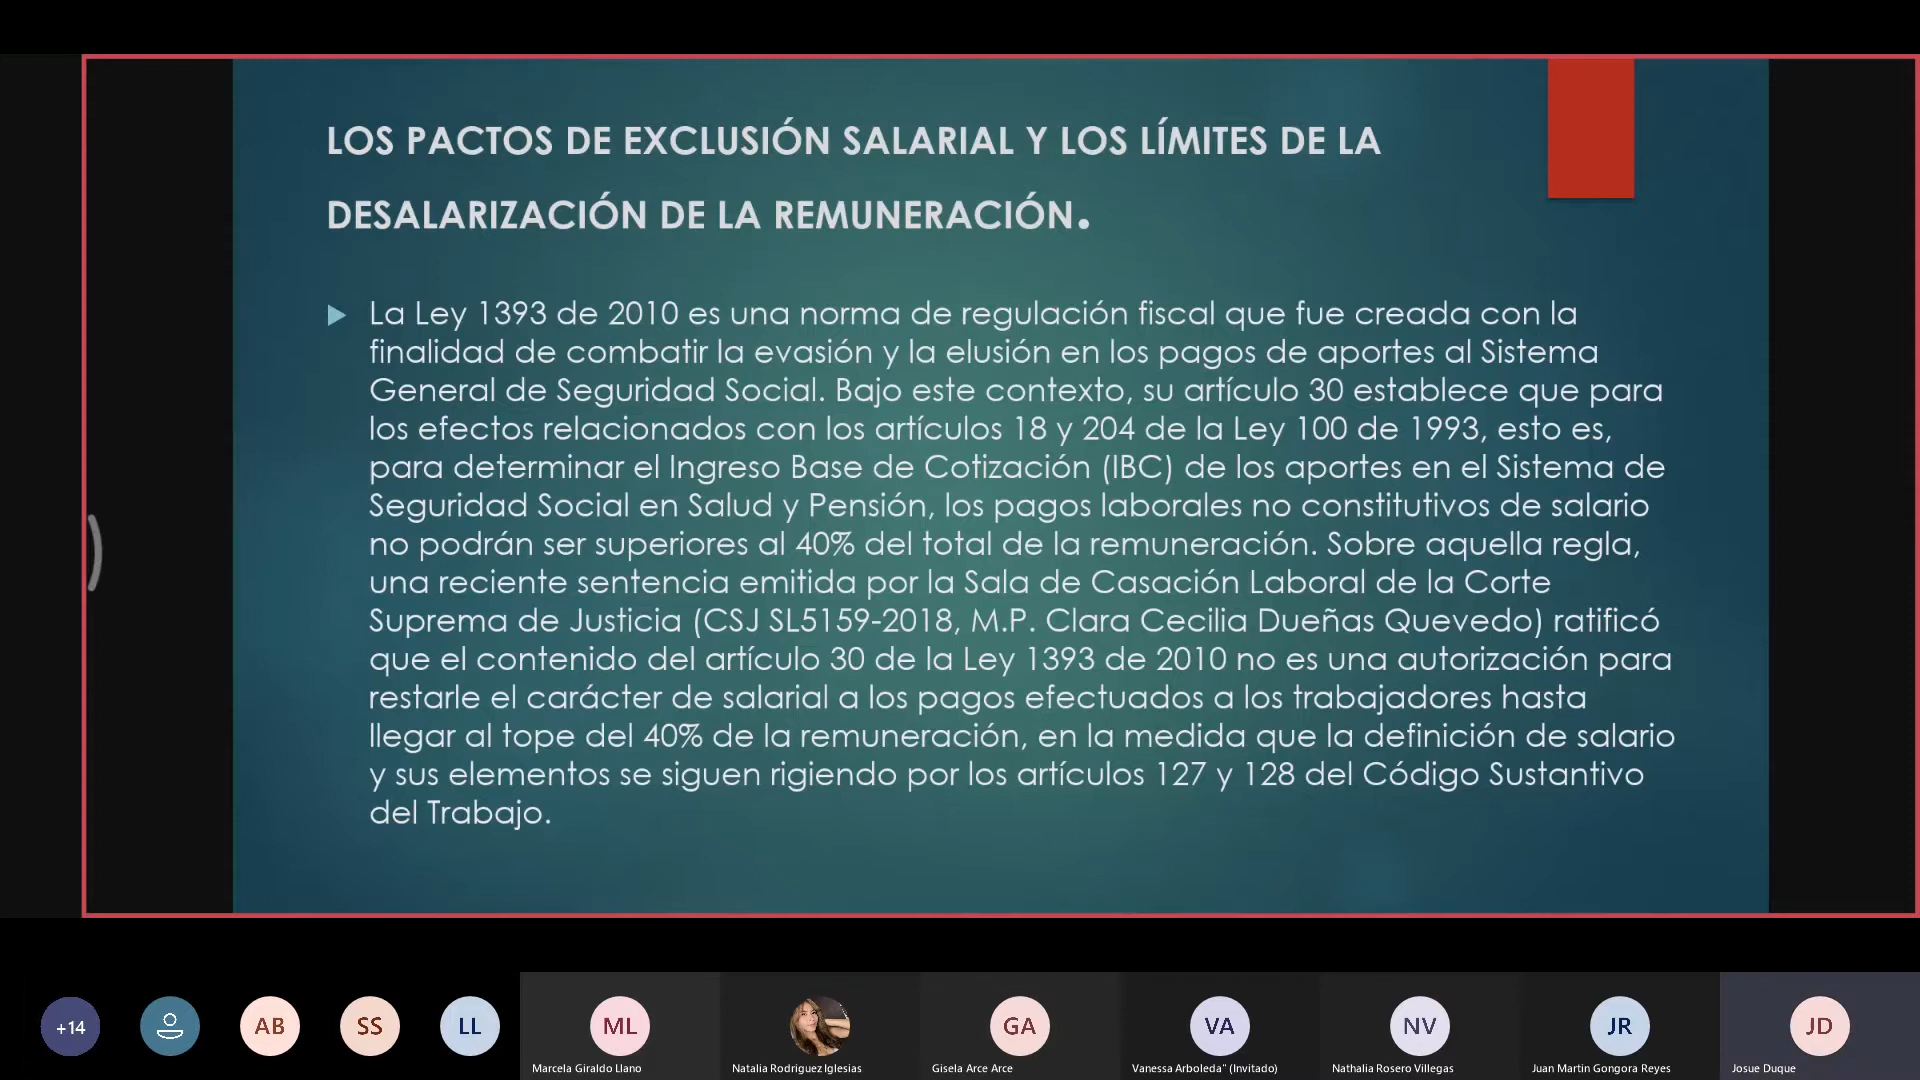 LOS PACTOS DE EXCLUSIÓN SALARIAL Y LOS LÍMITES DE LA
DESALARIZACIÓN DE LA REMUNERACIÓN.
La Ley 1393 de 2010 es una norma de regulación fiscal que fue creada con la
finalidad de combatir la evasión y la elusión en los pagos de aportes al Sistema
General de Seguridad Social. Bajo este contexto, su artículo 30 establece que para
los efectos relacionados con los artículos 18 y 204 de la Ley 100 de 1993, esto es,
para determinar el Ingreso Base de Cotización (IBC) de los aportes en el Sistema de
Seguridad Social en Salud y Pensión, los pagos laborales no constitutivos de salario
no podrán ser superiores al 40% del total de la remuneración. Sobre aquella regla,
una reciente sentencia emitida por la Sala de Casación Laboral de la Corte
Suprema de Justicia (CSJ SL5159-2018, M.P. Clara Cecilia Dueñas Quevedo) ratificó
que el contenido del artículo 30 de la Ley 1393 de 2010 no es una autorización para
restarle el carácter de salarial a los pagos efectuados a los trabajadores hasta
llegar al tope del 40% de la remuneración, en la medida que la definición de salario
y sus elementos se siguen rigiendo por los artículos 127 y 128 del Código Sustantivo
del Trabajo.
+14 AB SS LL ML GA VA NV JR JD
Marcela Giraldo Llano Natalia Rodriguez Iglesias Gisela Arce Arce Vanessa Arboleda" (Invitado) Nathalia Rosero Villegas Juan Martin Gongora Reyes Josue Duque